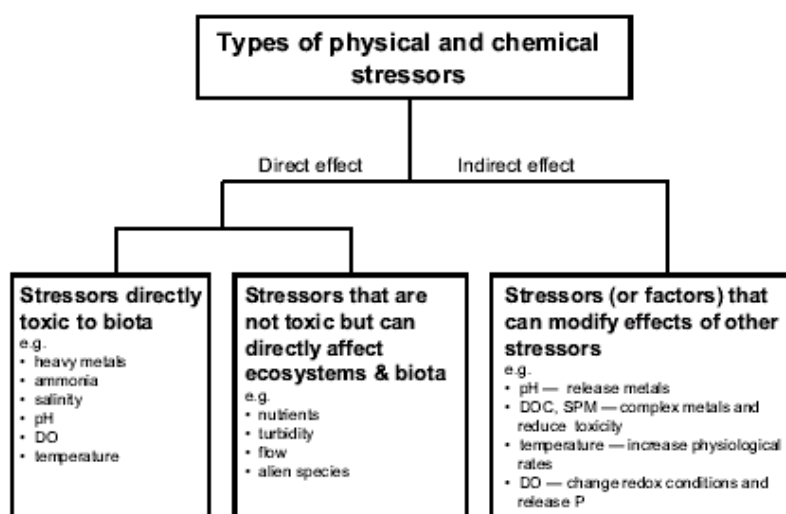 Types of physical and chemical
stressors
Direct effect
Indirect effect
Stressors directly
toxic to biota
e.g.
• heavy metals
• ammonia
• salinity
• pH
• DO
• temperature
Stressors that are
not toxic but can
directly affect
ecosystems & biota
e.g.
• nutrients
• turbidity
• flow
• alien species
Stressors (or factors) that
can modify effects of other
stressors
e.g.
• pH — release metals
• DOC, SPM — complex metals and
reduce toxicity
• temperature — increase physiological
rates
• DO — change redox conditions and
release P